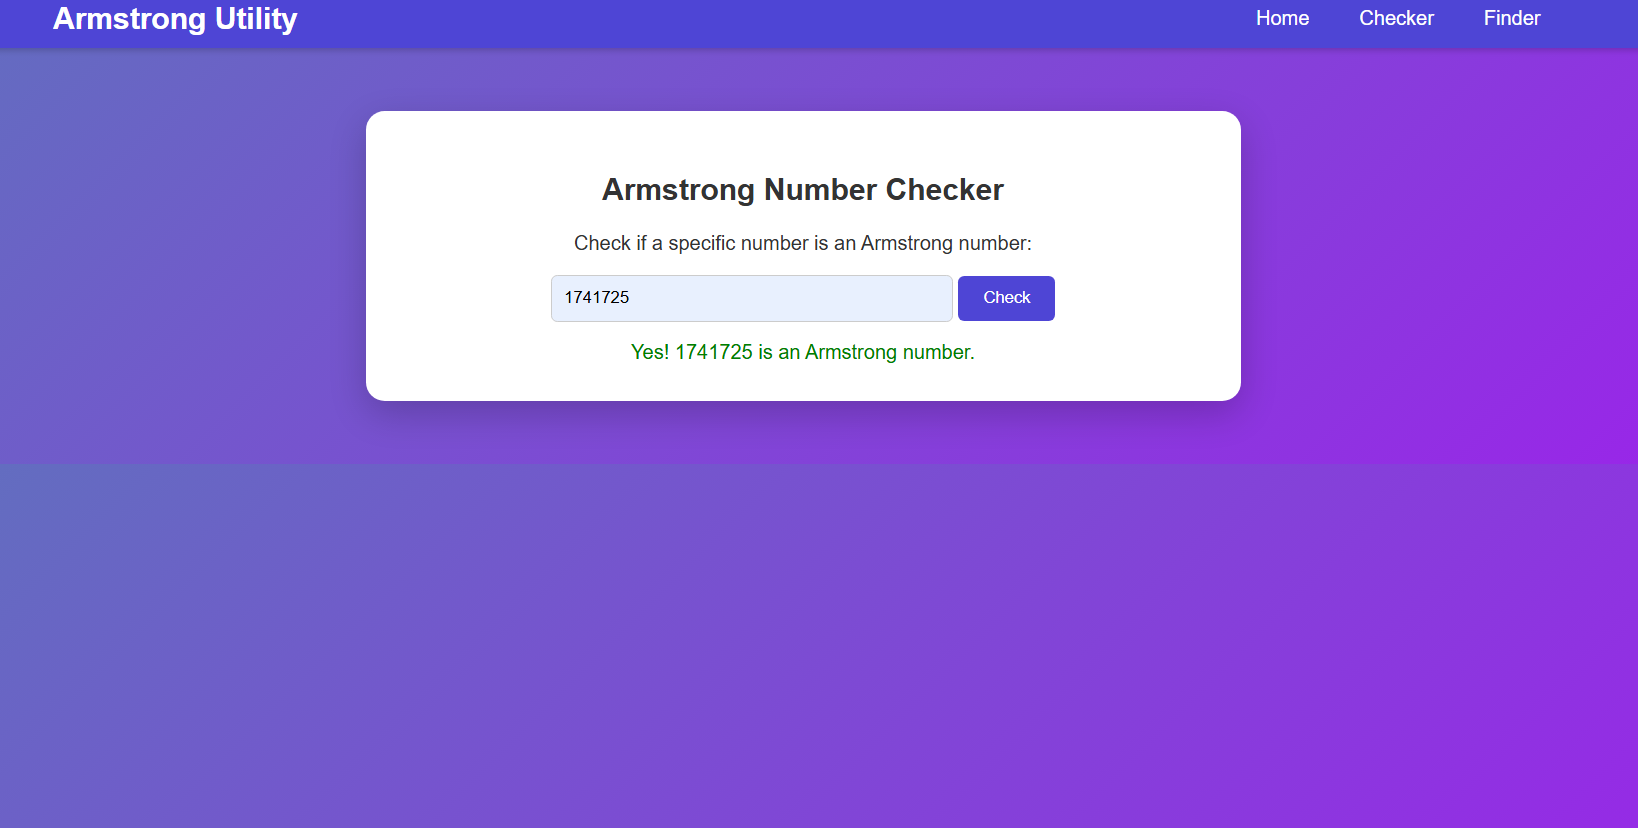 Armstrong Utility
Home Checker Finder
Armstrong Number Checker
Check if a specific number is an Armstrong number:
1741725 Check
Yes! 1741725 is an Armstrong number.